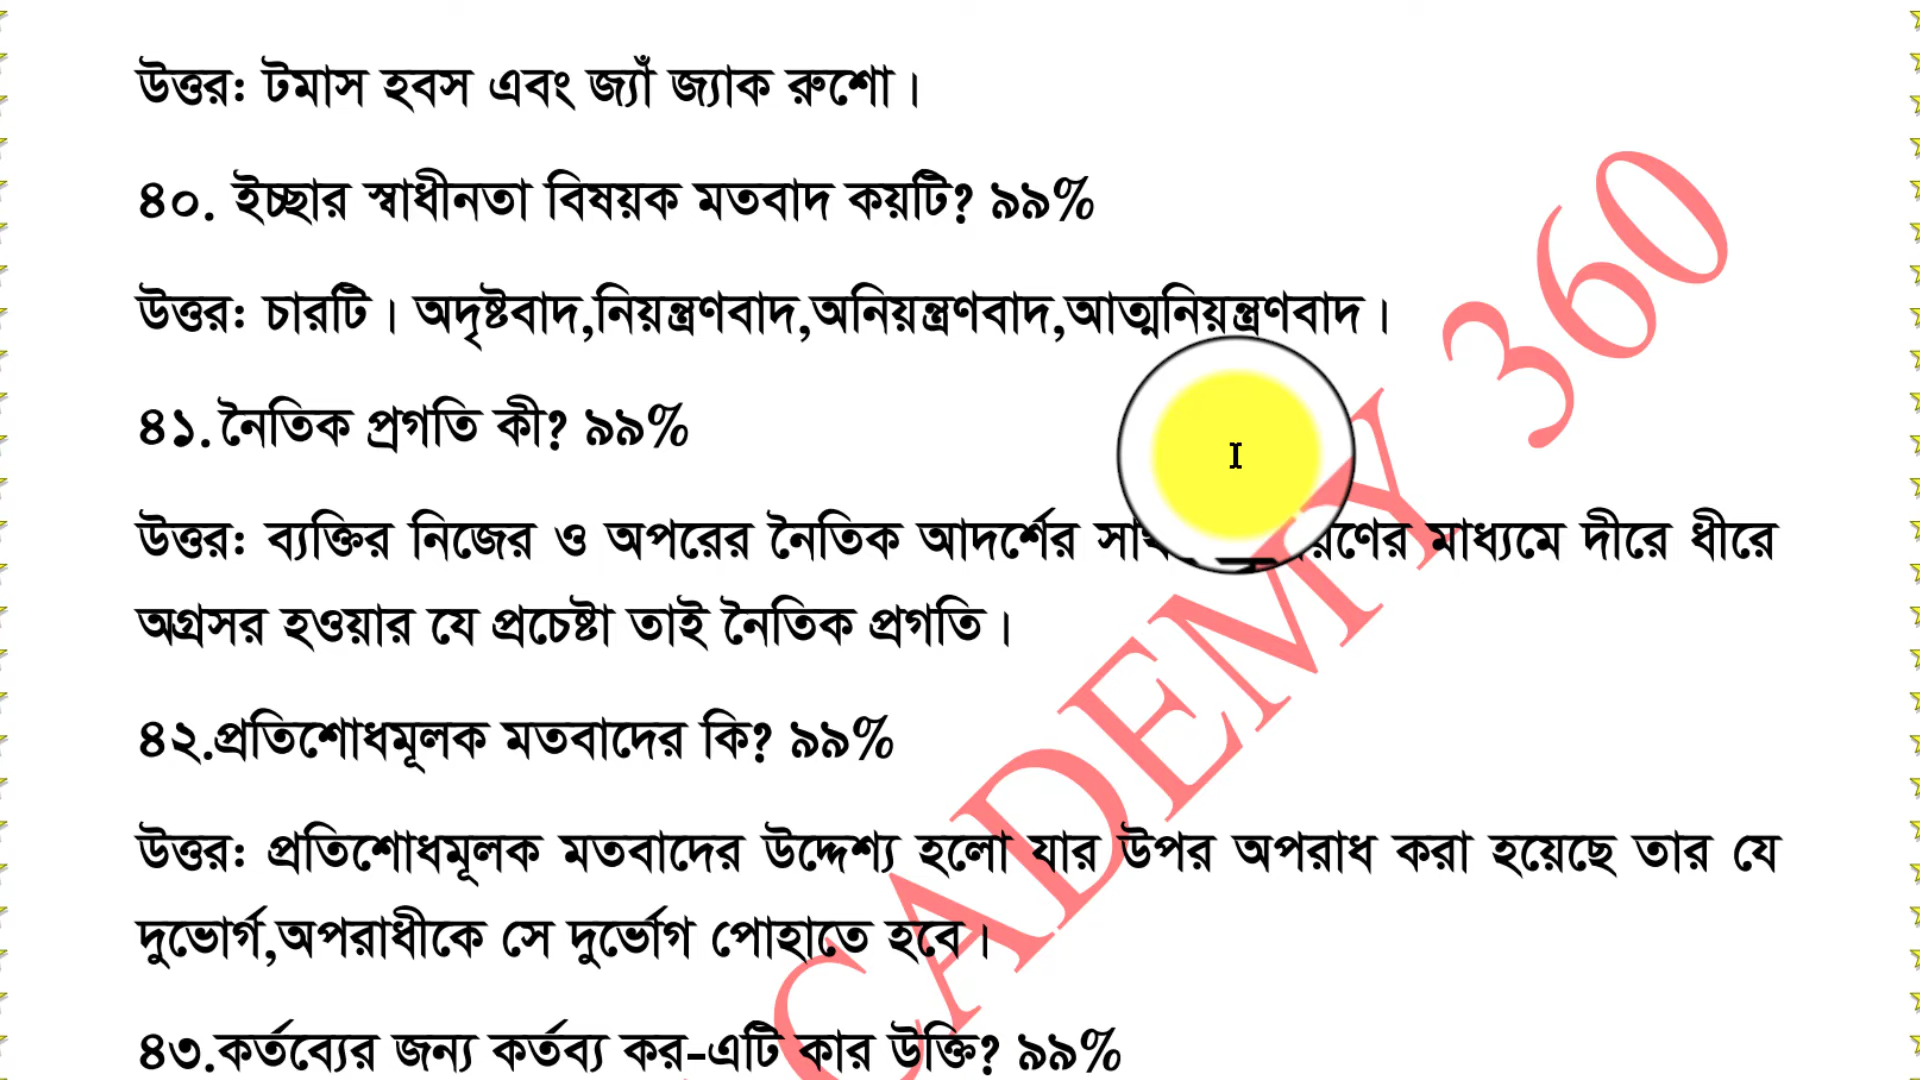 উত্তর: টমাস হবস এবং জ্যাঁ জ্যাক রুশো।
৪০. ইচ্ছার স্বাধীনতা বিষয়ক মতবাদ কয়টি? ৯৯%
উত্তর: চারটি। অদৃষ্টবাদ,নিয়ন্ত্রণবাদ,অনিয়ন্ত্রণবাদ,আত্মনিয়ন্ত্রণবাদ।
৪১. নৈতিক প্রগতি কী? ৯৯%
উত্তর: ব্যক্তির নিজের ও অপরের নৈতিক আদর্শের মাধ্যমে দীরে ধীরে
অগ্রসর হওয়ার যে প্রচেষ্টা তাই নৈতিক প্রগতি।
৪২.প্রতিশোধমূলক মতবাদের কি? ৯৯%
উত্তর: প্রতিশোধমূলক মতবাদের উদ্দেশ্য হলো যার উপর অপরাধ করা হয়েছে তার যে
দুভোর্গ,অপরাধীকে সে দুর্ভোগ পোহাতে হবে।
৪৩.কর্তব্যের জন্য কর্তব্য কর-এটি কার উক্তি? ৯৯%
CADEMY 360